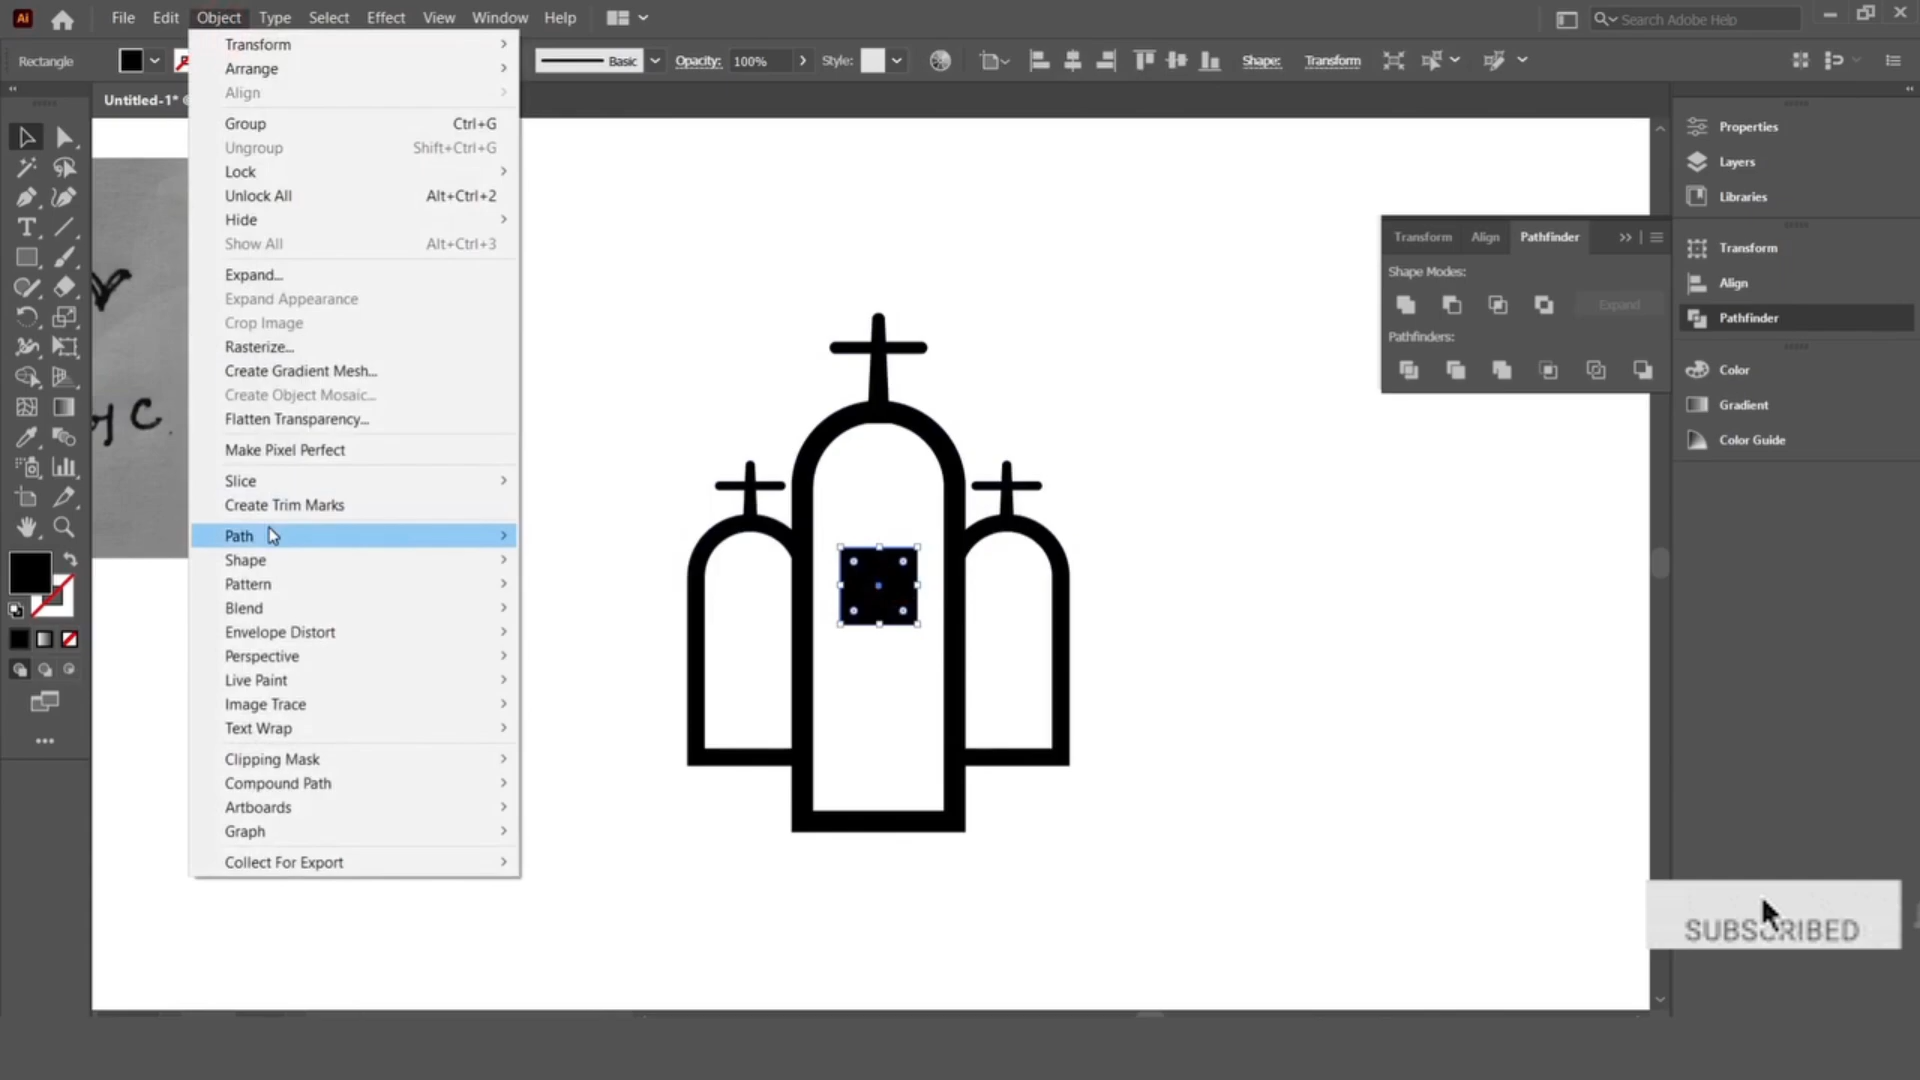 Ai File Edit Object Type Select Effect View Window Help Search Adobe Help
Rectangle Basic Opacity: 100% Style: Shape: Transform
Untitled-1*
Transform
Arrange
Align
Group Ctrl+G
Ungroup Shift+Ctrl+G
Lock
Unlock All Alt+Ctrl+2
Hide
Show All Alt+Ctrl+3
Expand...
Expand Appearance
Crop Image
Rasterize...
Create Gradient Mesh...
Create Object Mosaic...
Flatten Transparency...
Make Pixel Perfect
Slice
Create Trim Marks
Path
Shape
Pattern
Blend
Envelope Distort
Perspective
Live Paint
Image Trace
Text Wrap
Clipping Mask
Compound Path
Artboards
Graph
Collect For Export
Transform Align Pathfinder
Shape Modes:
Expand
Pathfinders:
Properties
Layers
Libraries
Transform
Align
Pathfinder
Color
Gradient
Color Guide
SUBSCRIBED